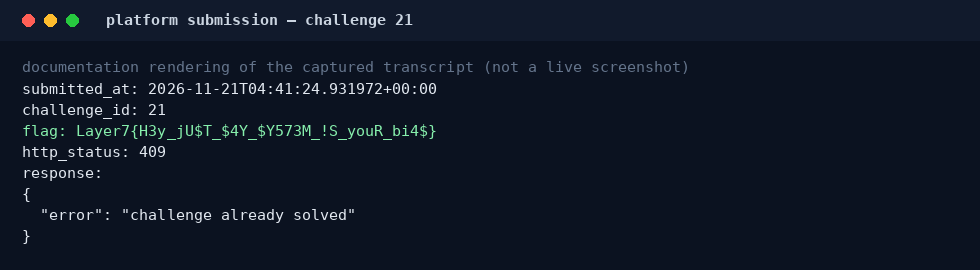 platform submission — challenge 21
documentation rendering of the captured transcript (not a live screenshot)
submitted_at: 2026-11-21T04:41:24.931972+00:00
challenge_id: 21
flag: Layer7{H3y_jU$T_$4Y_$Y573M_!S_youR_bi4$}
http_status: 409
response:
{
  "error": "challenge already solved"
}